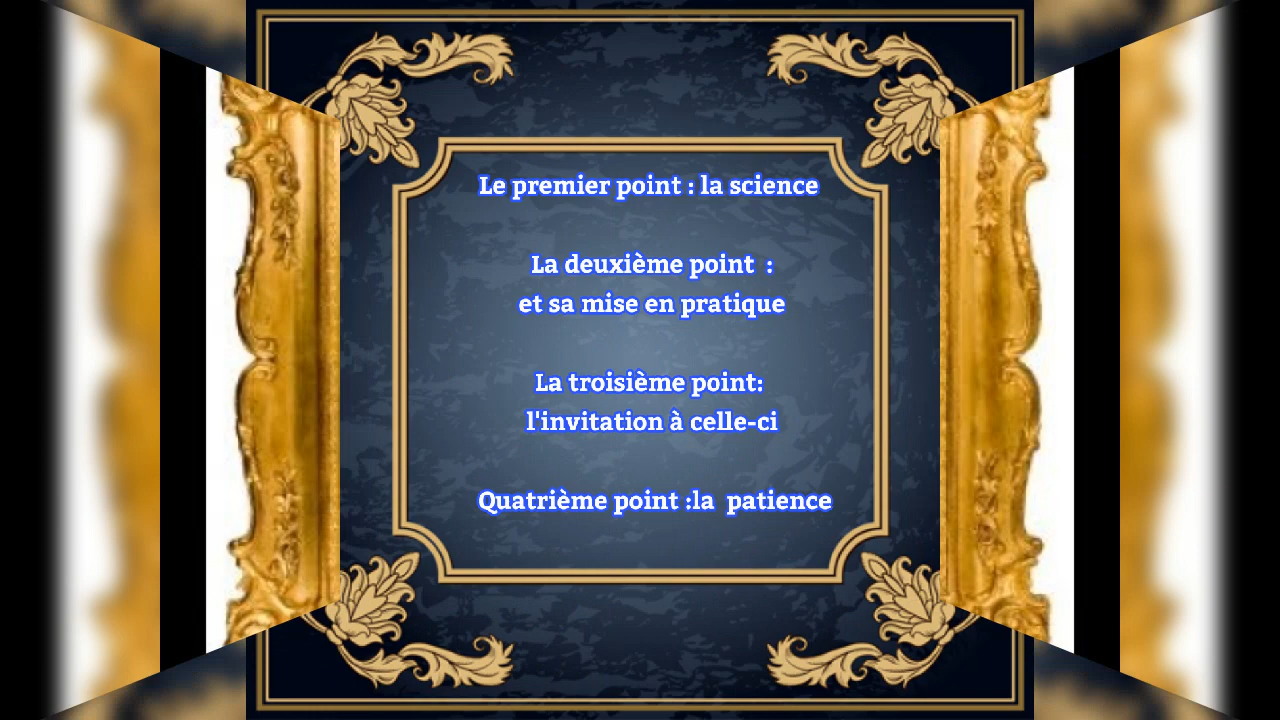 Le premier point : la science
La deuxième point  :
et sa mise en pratique
La troisième point:
l'invitation à celle-ci
Quatrième point :la  patience